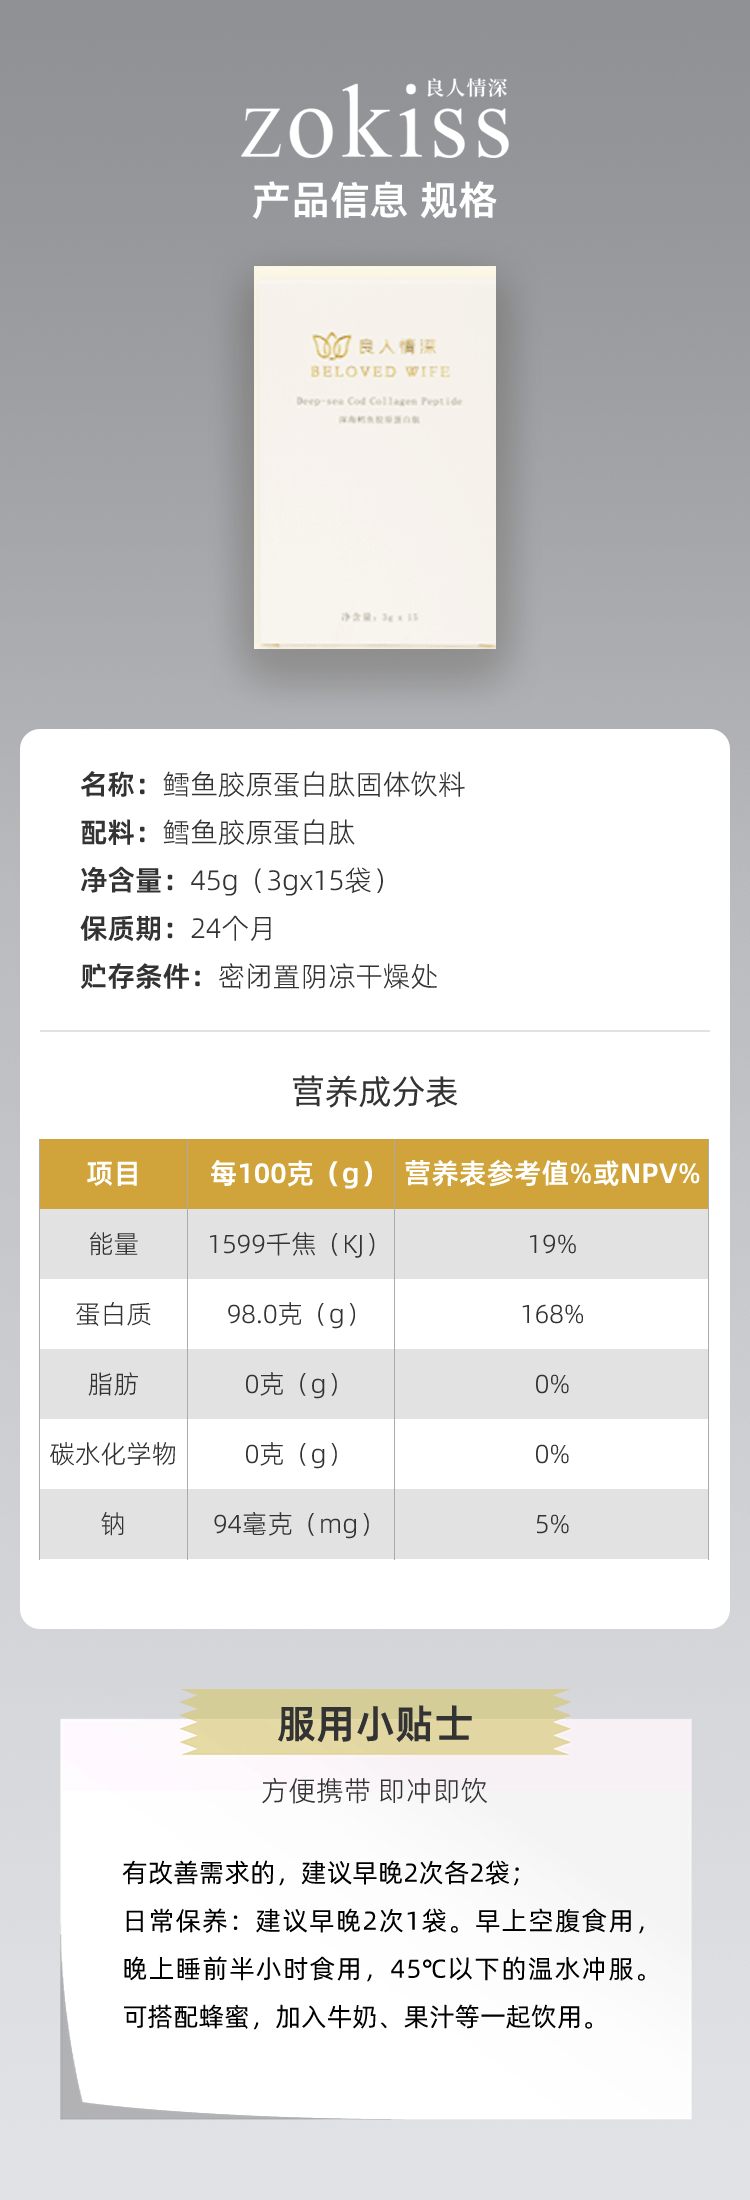 良人情深
zokiss
产品信息 规格
良人情深
BELOVED WIFE
Deep-sea Cod Collagen Peptide
深海鳕鱼胶原蛋白肽
净含量：3g x 15
名称：鳕鱼胶原蛋白肽固体饮料
配料：鳕鱼胶原蛋白肽
净含量：45g（3gx15袋）
保质期：24个月
贮存条件：密闭置阴凉干燥处
营养成分表
项目 每100克（g） 营养表参考值%或NPV%
能量 1599千焦（KJ） 19%
蛋白质 98.0克（g） 168%
脂肪 0克（g） 0%
碳水化学物 0克（g） 0%
钠 94毫克（mg） 5%
服用小贴士
方便携带 即冲即饮
有改善需求的，建议早晚2次各2袋；
日常保养：建议早晚2次1袋。早上空腹食用，
晚上睡前半小时食用，45℃以下的温水冲服。
可搭配蜂蜜，加入牛奶、果汁等一起饮用。